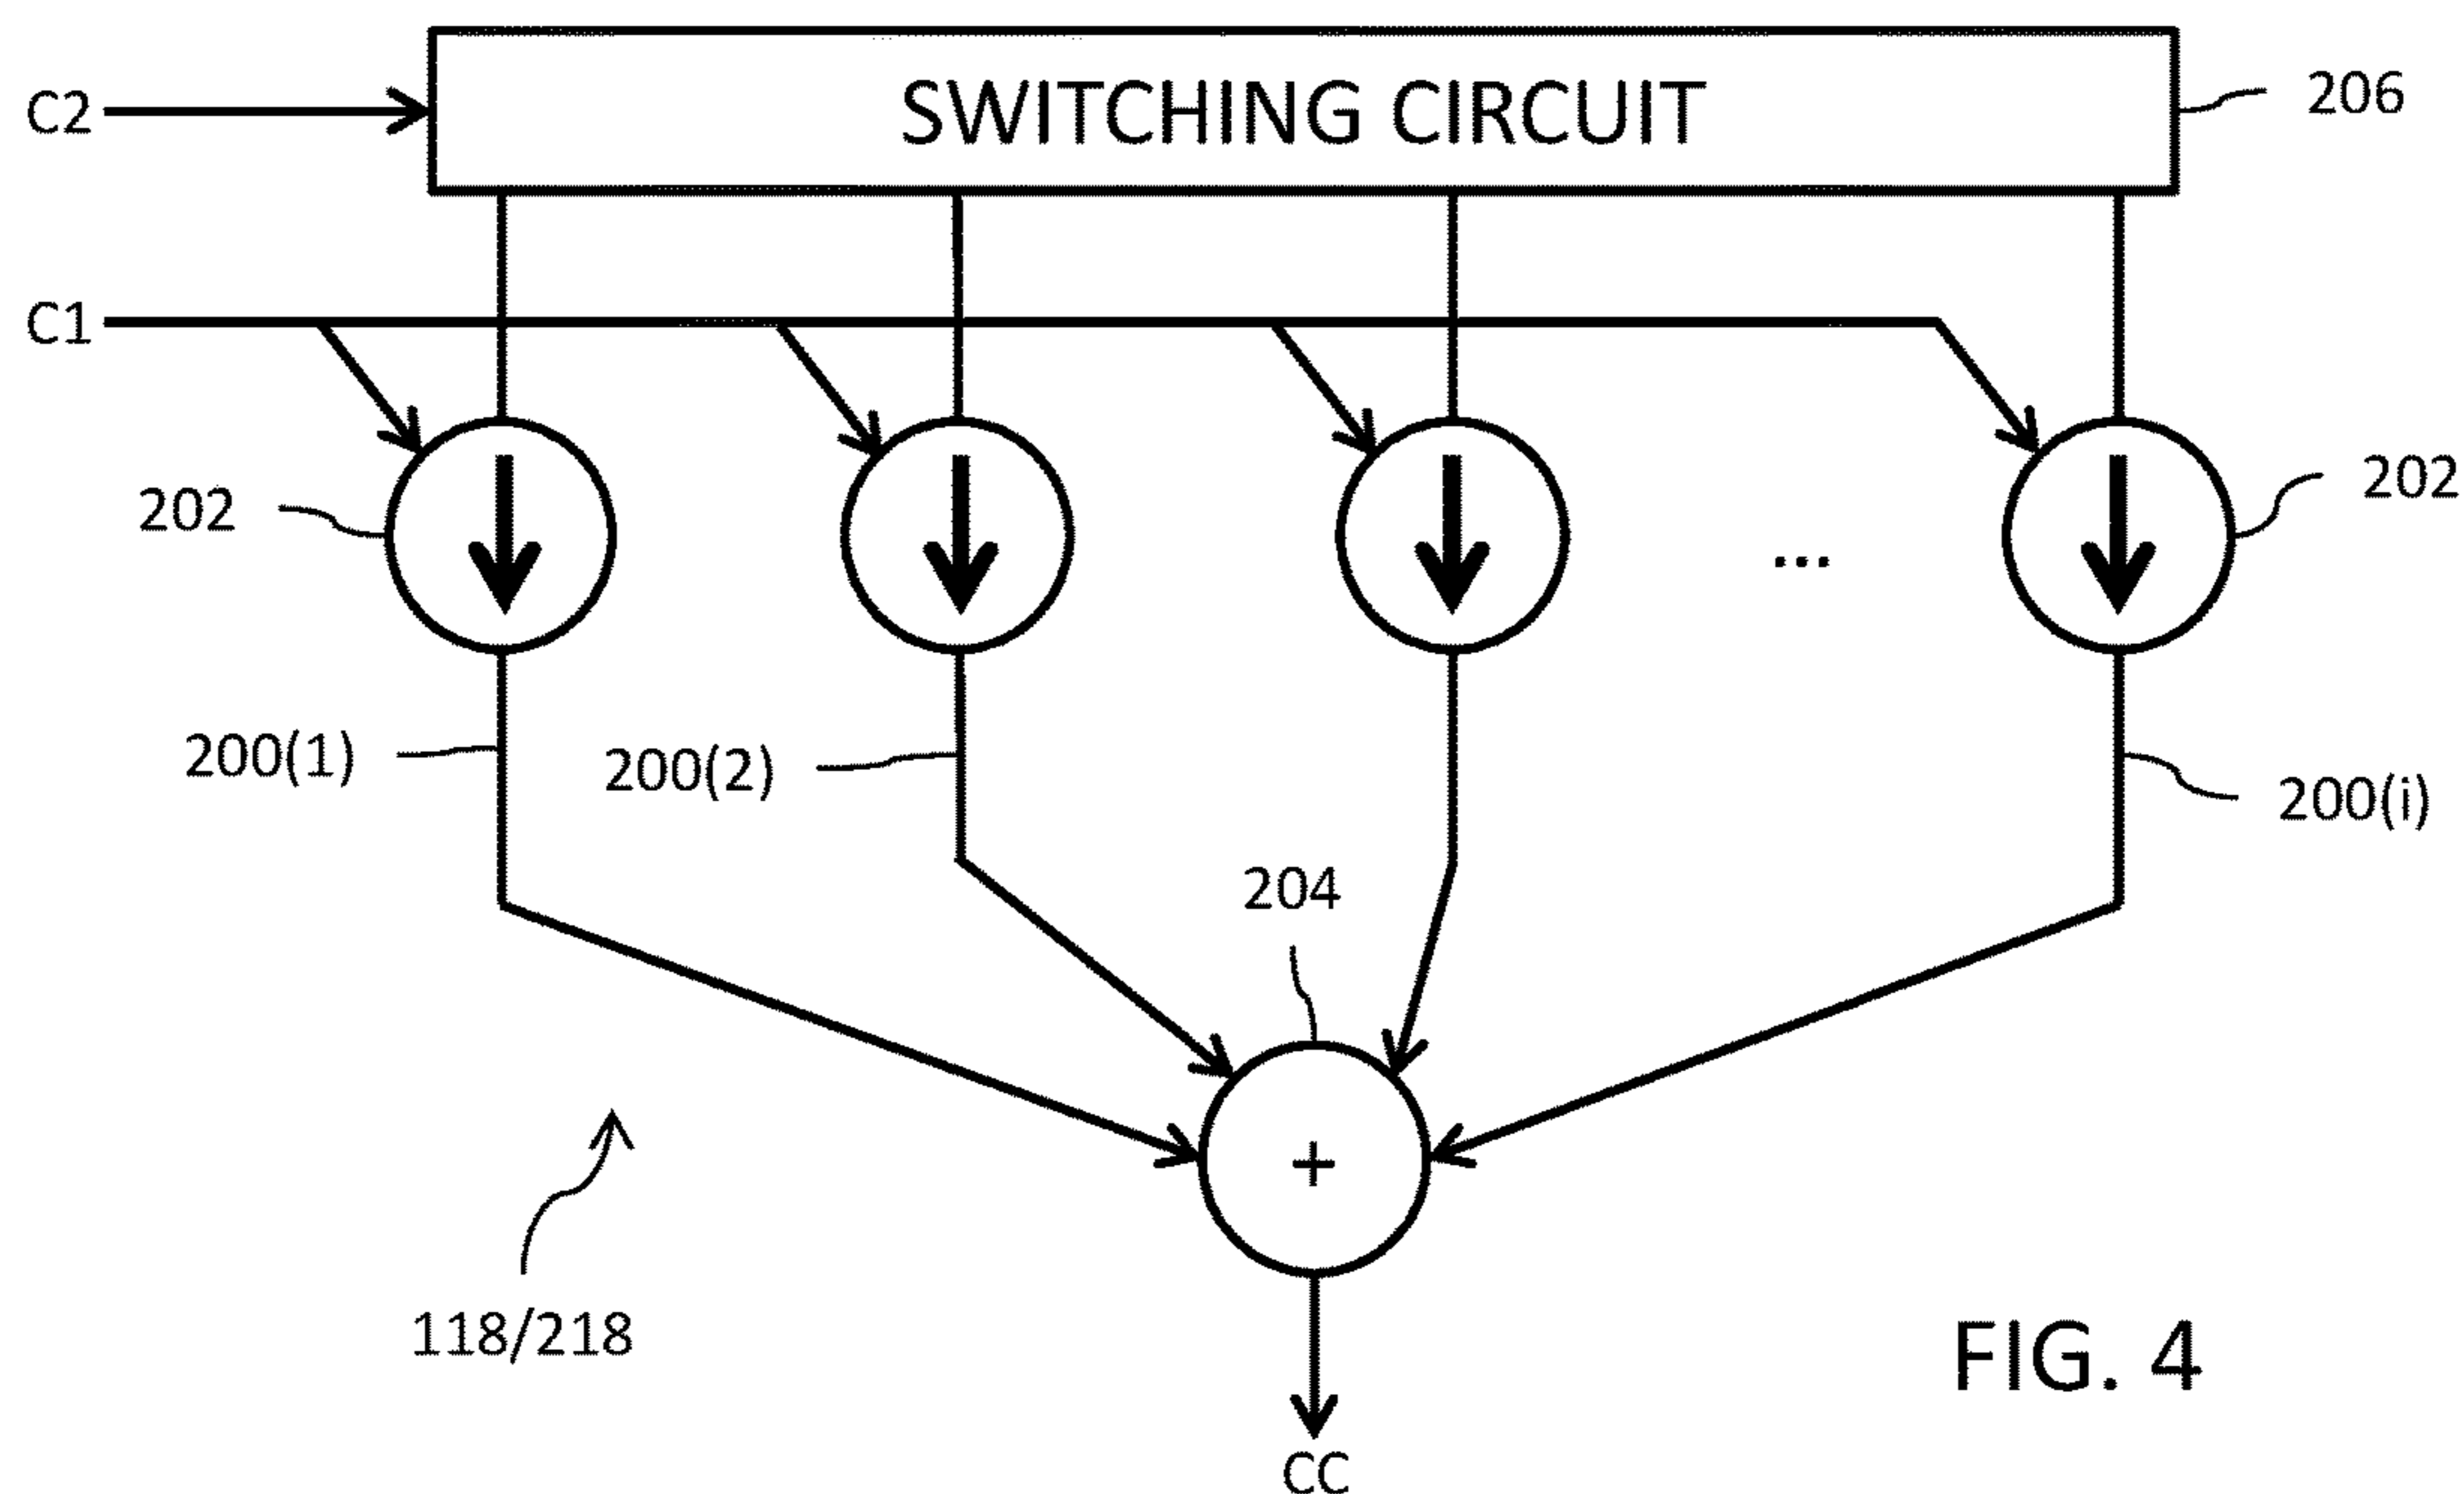 C2
SWITCHING CIRCUIT
206
C1
202
...
202
200(1)
200(2)
200(i)
204
+
118/218
FIG. 4
CC